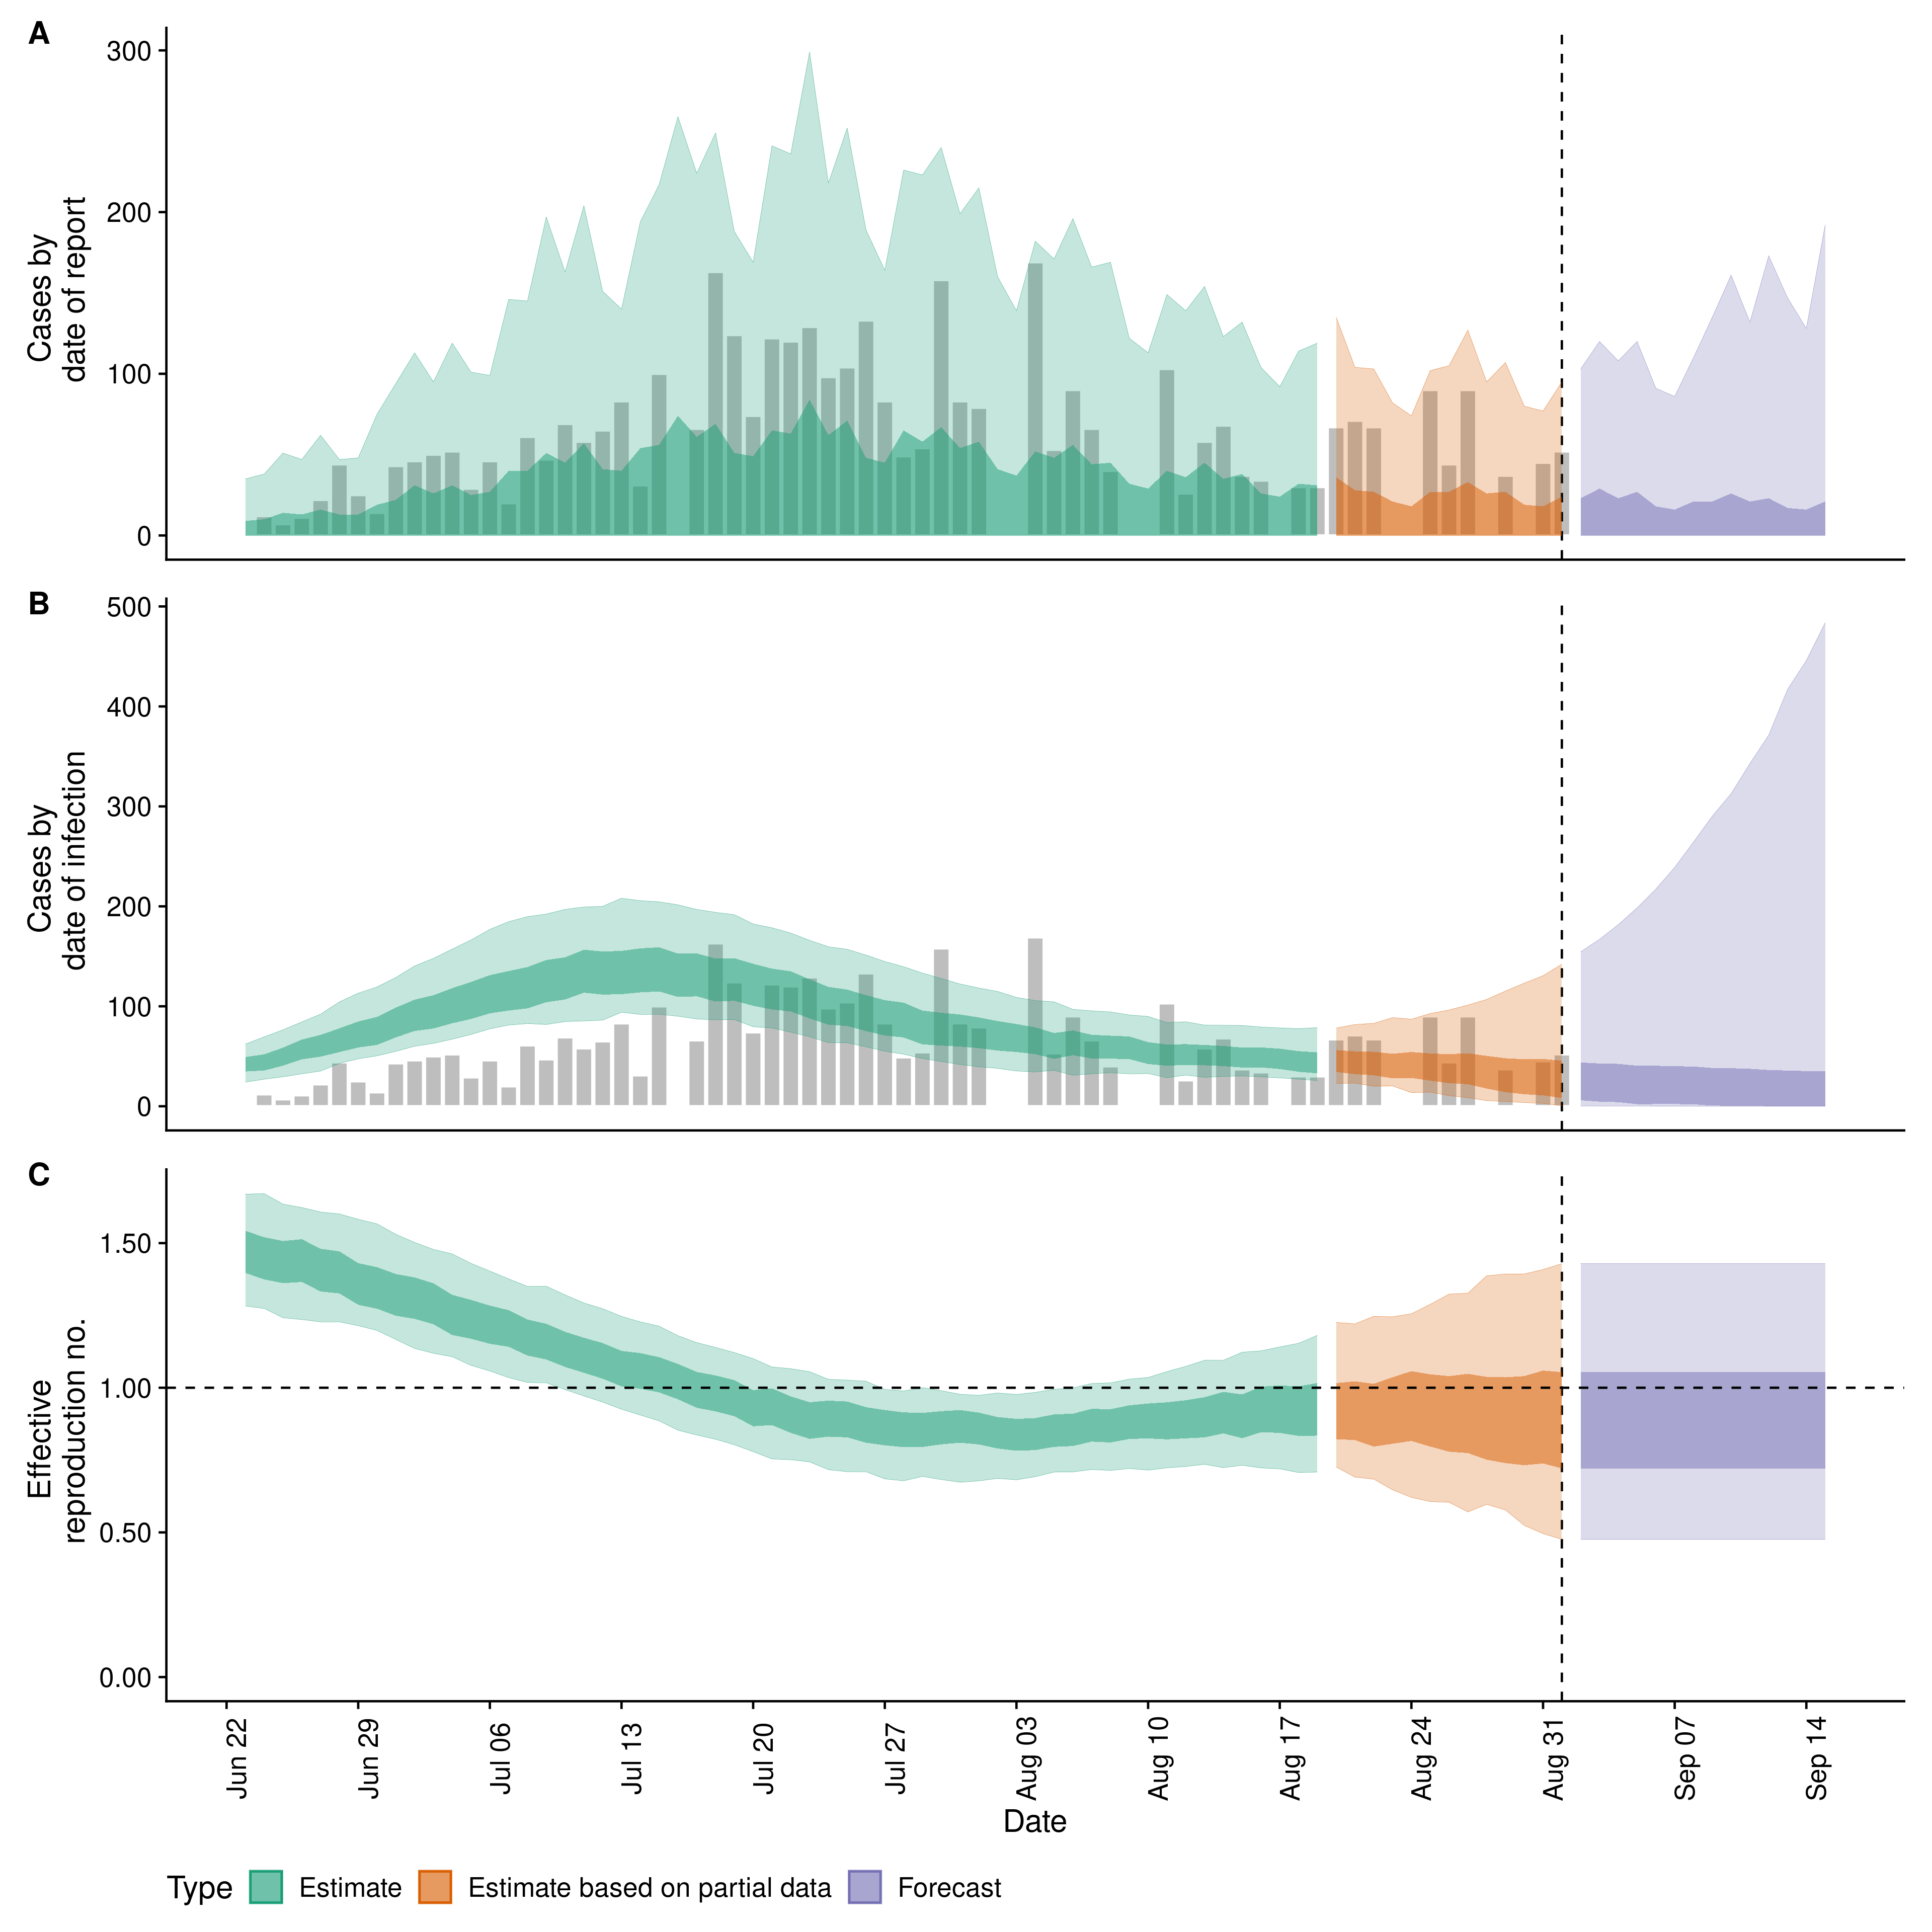 A
300
200
100
0
Cases by
date of report
B
500
400
300
200
100
0
Cases by
date of infection
C
1.50
1.00
0.50
0.00
Effective
reproduction no.
Jun 22
Jun 29
Jul 06
Jul 13
Jul 20
Jul 27
Aug 03
Aug 10
Aug 17
Aug 24
Aug 31
Sep 07
Sep 14
Date
Type Estimate Estimate based on partial data Forecast